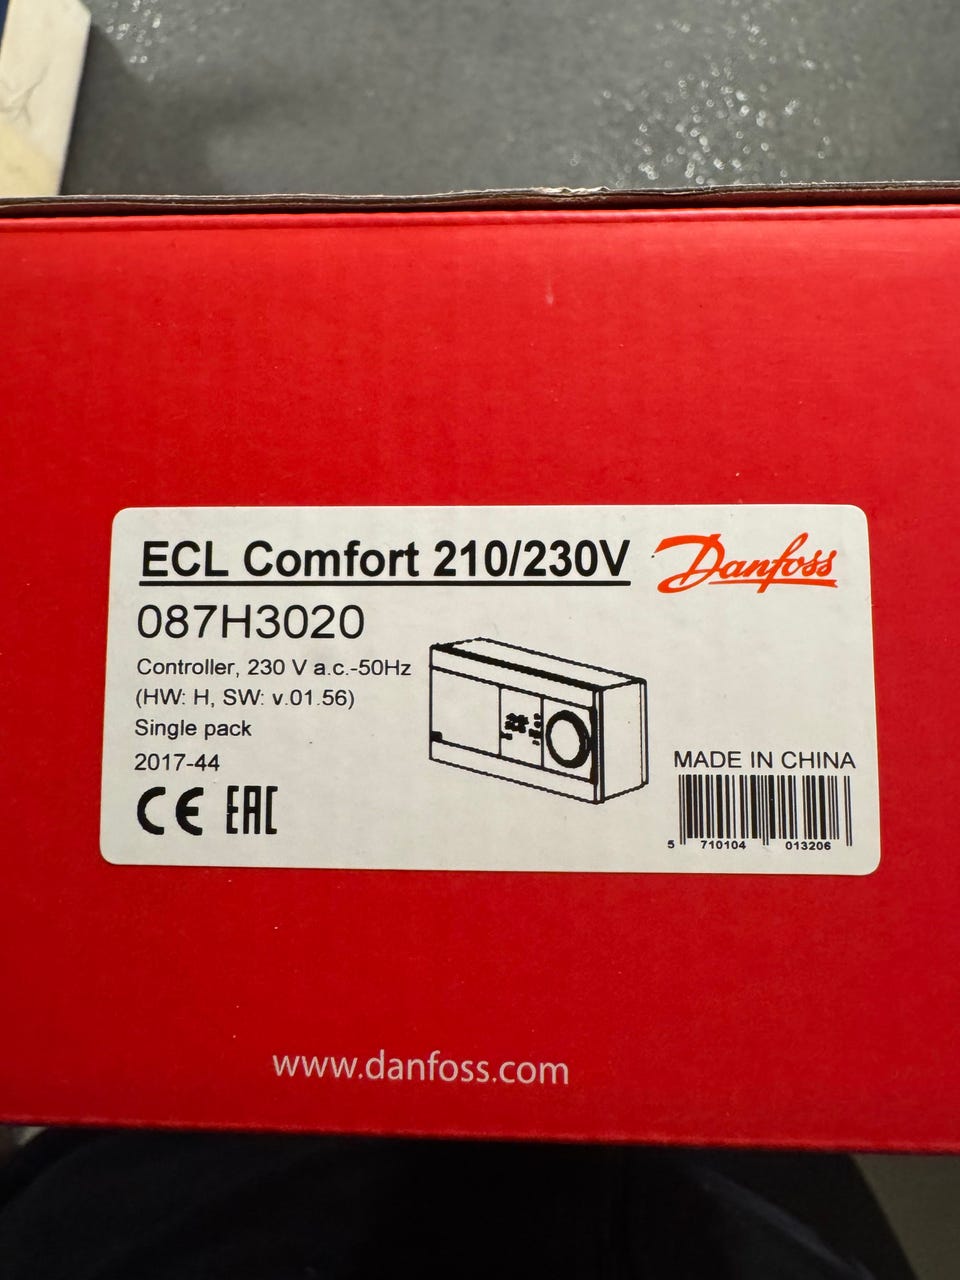 ECL Comfort 210/230V
Danfoss
087H3020
Controller, 230 V a.c.-50Hz
(HW: H, SW: v.01.56)
Single pack
2017-44
CE EAC
MADE IN CHINA
5 710104 013206
www.danfoss.com